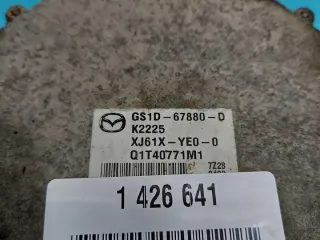 GS1D-67880-D
K2225
XJ61X-YE0-0
Q1T40771M1
7Z28
1 426 641